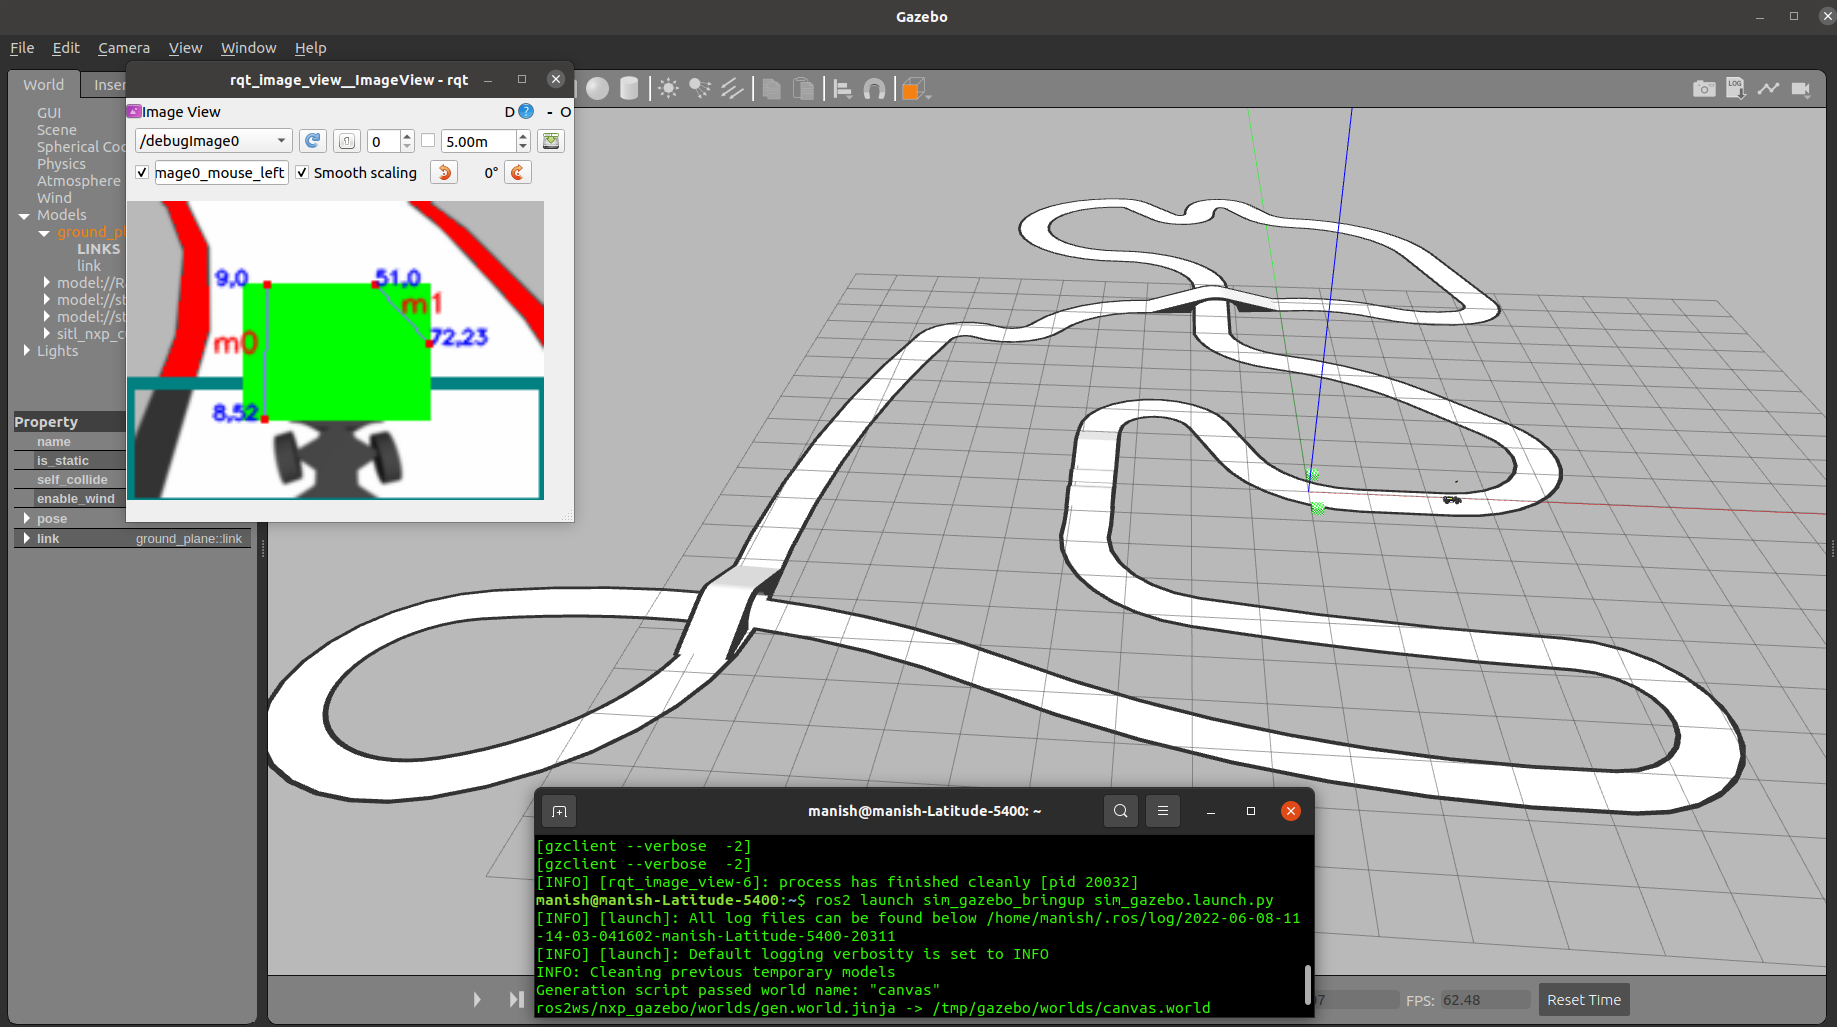 Gazebo
File Edit Camera View Window Help
World
Inser
GUI
Scene
Spherical Coo
Physics
Atmosphere
Wind
Models
ground_pl
LINKS
link
model://R
model://st
model://st
sitl_nxp_c
Lights
Property
name
is_static
self_collide
enable_wind
pose
link ground_plane::link
rqt_image_view__ImageView - rqt
Image View D ? - O
/debugImage0 0 5.00m
mage0_mouse_left Smooth scaling 0°
9,0 51,0
m1
m0 72,23
8,52
LOG
manish@manish-Latitude-5400: ~
[gzclient --verbose -2]
[gzclient --verbose -2]
[INFO] [rqt_image_view-6]: process has finished cleanly [pid 20032]
manish@manish-Latitude-5400:~$ ros2 launch sim_gazebo_bringup sim_gazebo.launch.py
[INFO] [launch]: All log files can be found below /home/manish/.ros/log/2022-06-08-11
-14-03-041602-manish-Latitude-5400-20311
[INFO] [launch]: Default logging verbosity is set to INFO
INFO: Cleaning previous temporary models
Generation script passed world name: "canvas"
ros2ws/nxp_gazebo/worlds/gen.world.jinja -> /tmp/gazebo/worlds/canvas.world
FPS: 62.48 Reset Time